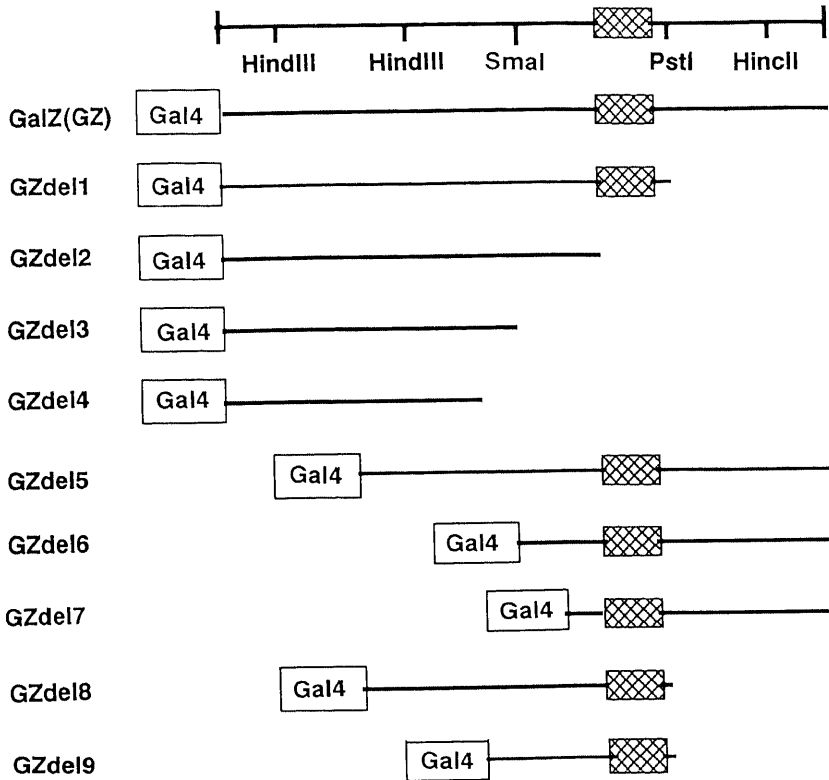 HindIII HindIII SmaI PstI HincII
GalZ(GZ) Gal4
GZdel1 Gal4
GZdel2 Gal4
GZdel3 Gal4
GZdel4 Gal4
GZdel5 Gal4
GZdel6 Gal4
GZdel7 Gal4
GZdel8 Gal4
GZdel9 Gal4